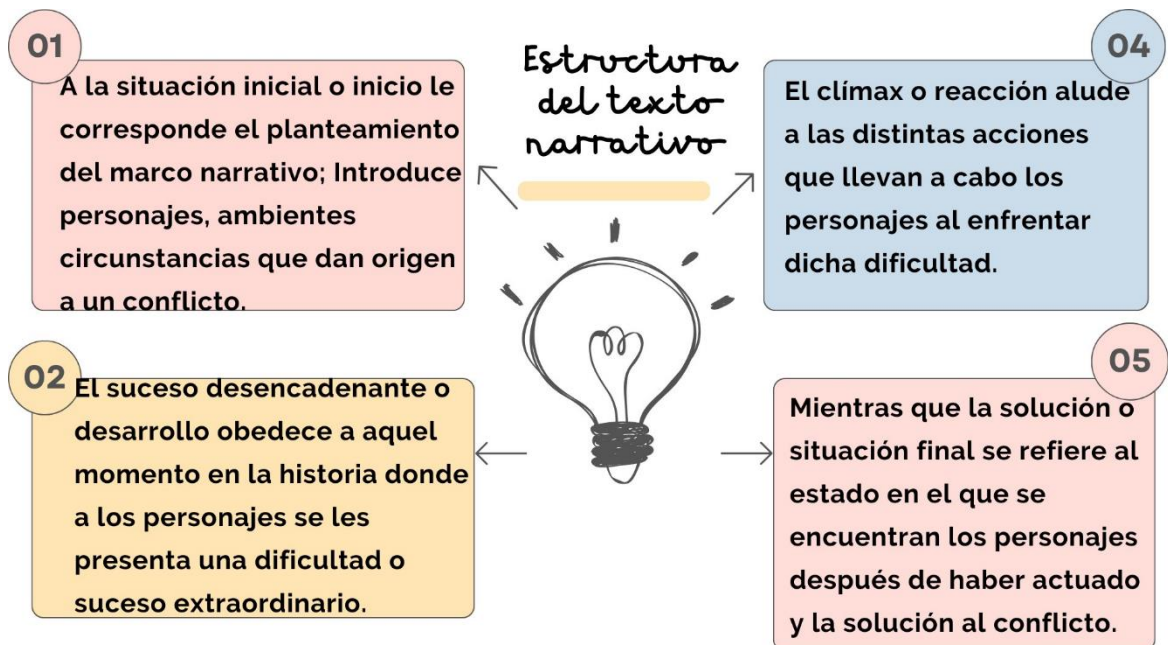 Estructura
del texto
narrativo
01
A la situación inicial o inicio le
corresponde el planteamiento
del marco narrativo; Introduce
personajes, ambientes
circunstancias que dan origen
a un conflicto.
02
El suceso desencadenante o
desarrollo obedece a aquel
momento en la historia donde
a los personajes se les
presenta una dificultad o
suceso extraordinario.
04
El clímax o reacción alude
a las distintas acciones
que llevan a cabo los
personajes al enfrentar
dicha dificultad.
05
Mientras que la solución o
situación final se refiere al
estado en el que se
encuentran los personajes
después de haber actuado
y la solución al conflicto.